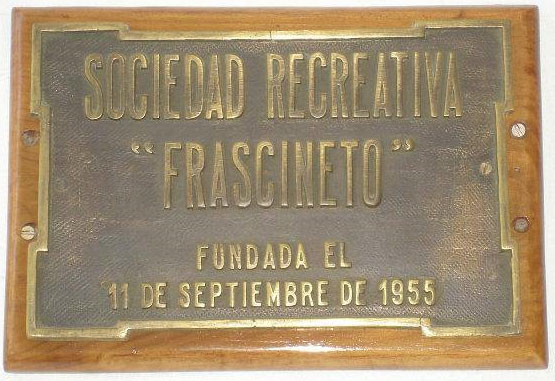 SOCIEDAD RECREATIVA
“FRASCINETO”
FUNDADA EL
11 DE SEPTIEMBRE DE 1955